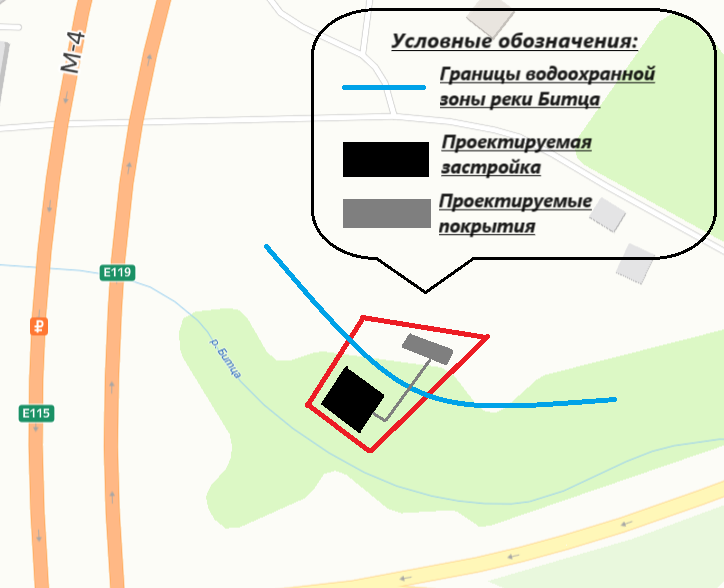 Условные обозначения:
М-4
Границы водоохранной
зоны реки Битца
Проектируемая
застройка
Проектируемые
покрытия
E119
₽
р. Битца
E115